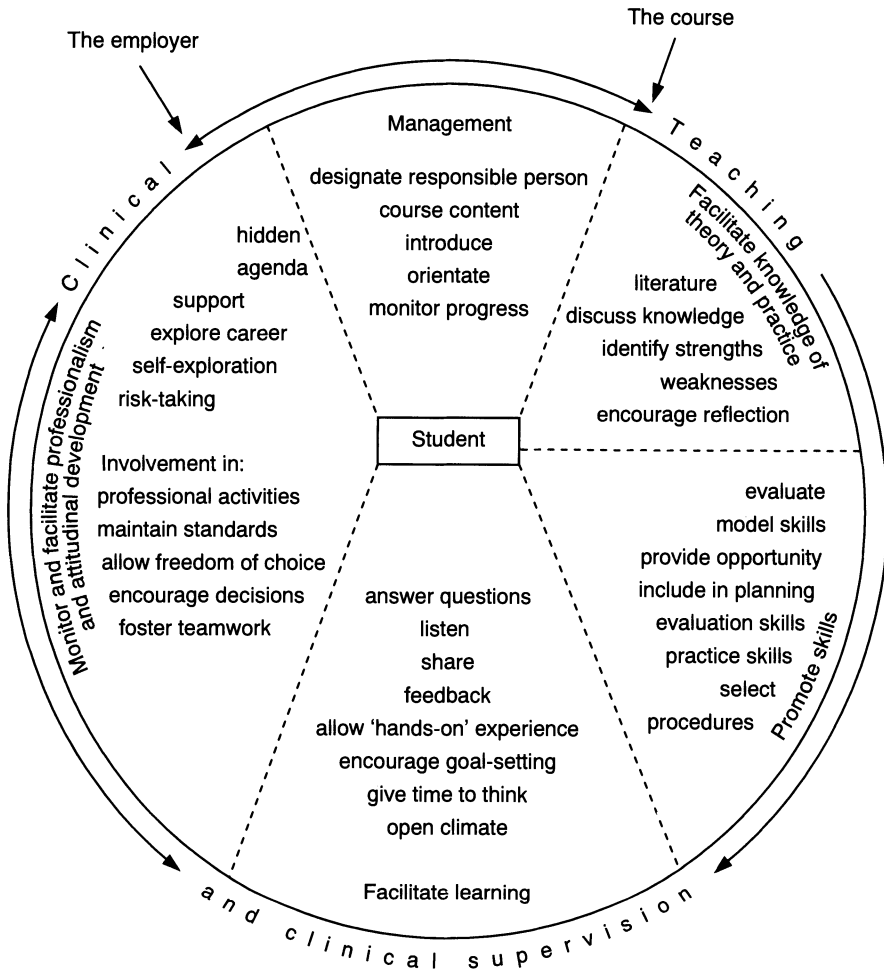 The employer
The course
Clinical
Teaching
and clinical supervision
Management
designate responsible person
course content
introduce
orientate
monitor progress
Facilitate knowledge of
theory and practice
literature
discuss knowledge
identify strengths
weaknesses
encourage reflection
Student
evaluate
model skills
provide opportunity
include in planning
evaluation skills
practice skills
select
procedures
Promote skills
answer questions
listen
share
feedback
allow ‘hands-on’ experience
encourage goal-setting
give time to think
open climate
Facilitate learning
Monitor and facilitate professionalism
and attitudinal development
hidden
agenda
support
explore career
self-exploration
risk-taking
Involvement in:
professional activities
maintain standards
allow freedom of choice
encourage decisions
foster teamwork